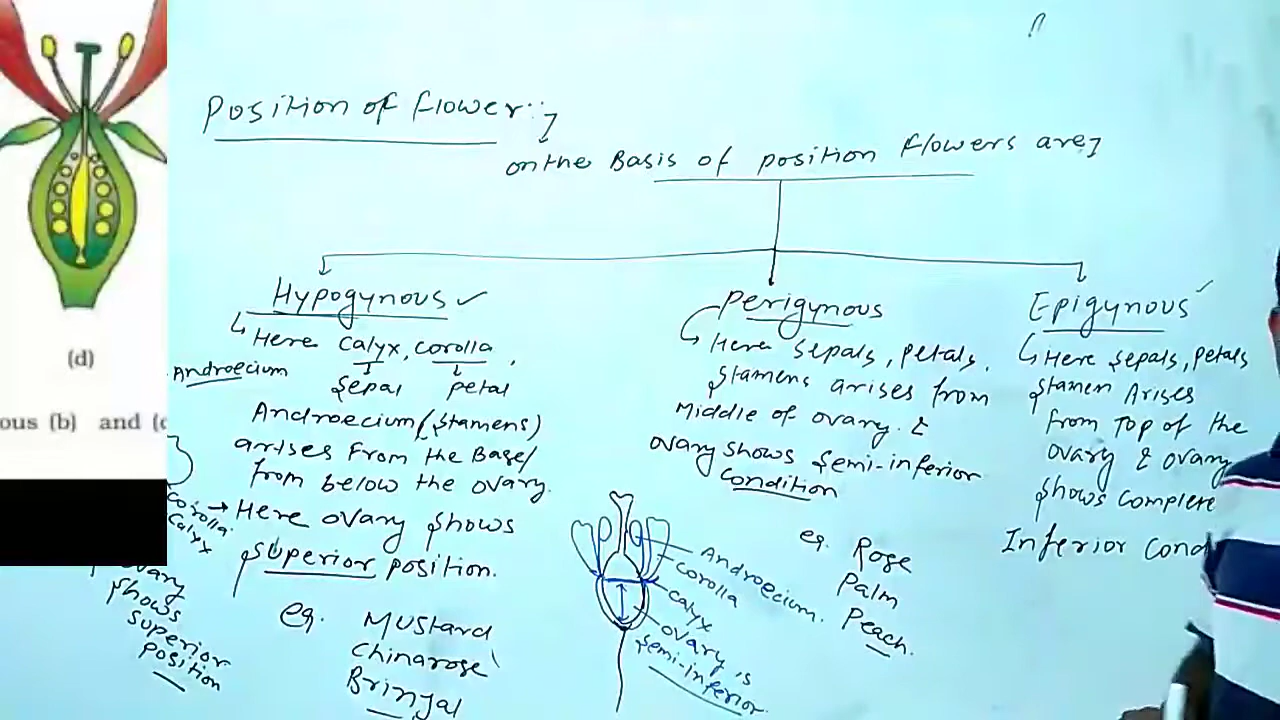 Position of flower :-
on the Basis of position flowers are
Hypogynous ✓
Here calyx, corolla,
Androecium
sepal petal
Androecium (stamens)
arises From the Base/
from below the ovary.
→ Here ovary shows
superior position.
eg. Mustard
Chinarose
Brinjal
Perigynous
Here sepals, petals,
stamens arises from
Middle of ovary. &
ovary shows semi-inferior
condition
eg. Rose
Palm
Peach.
Androecium.
corolla
calyx
ovary is
semi-inferior
Epigynous ✓
Here sepals, petals
stamen Arises
from Top of the
ovary & ovary
shows complete
Inferior Cond
(d)
ous (b) and (c
corolla
calyx
ovary
shows
superior
position